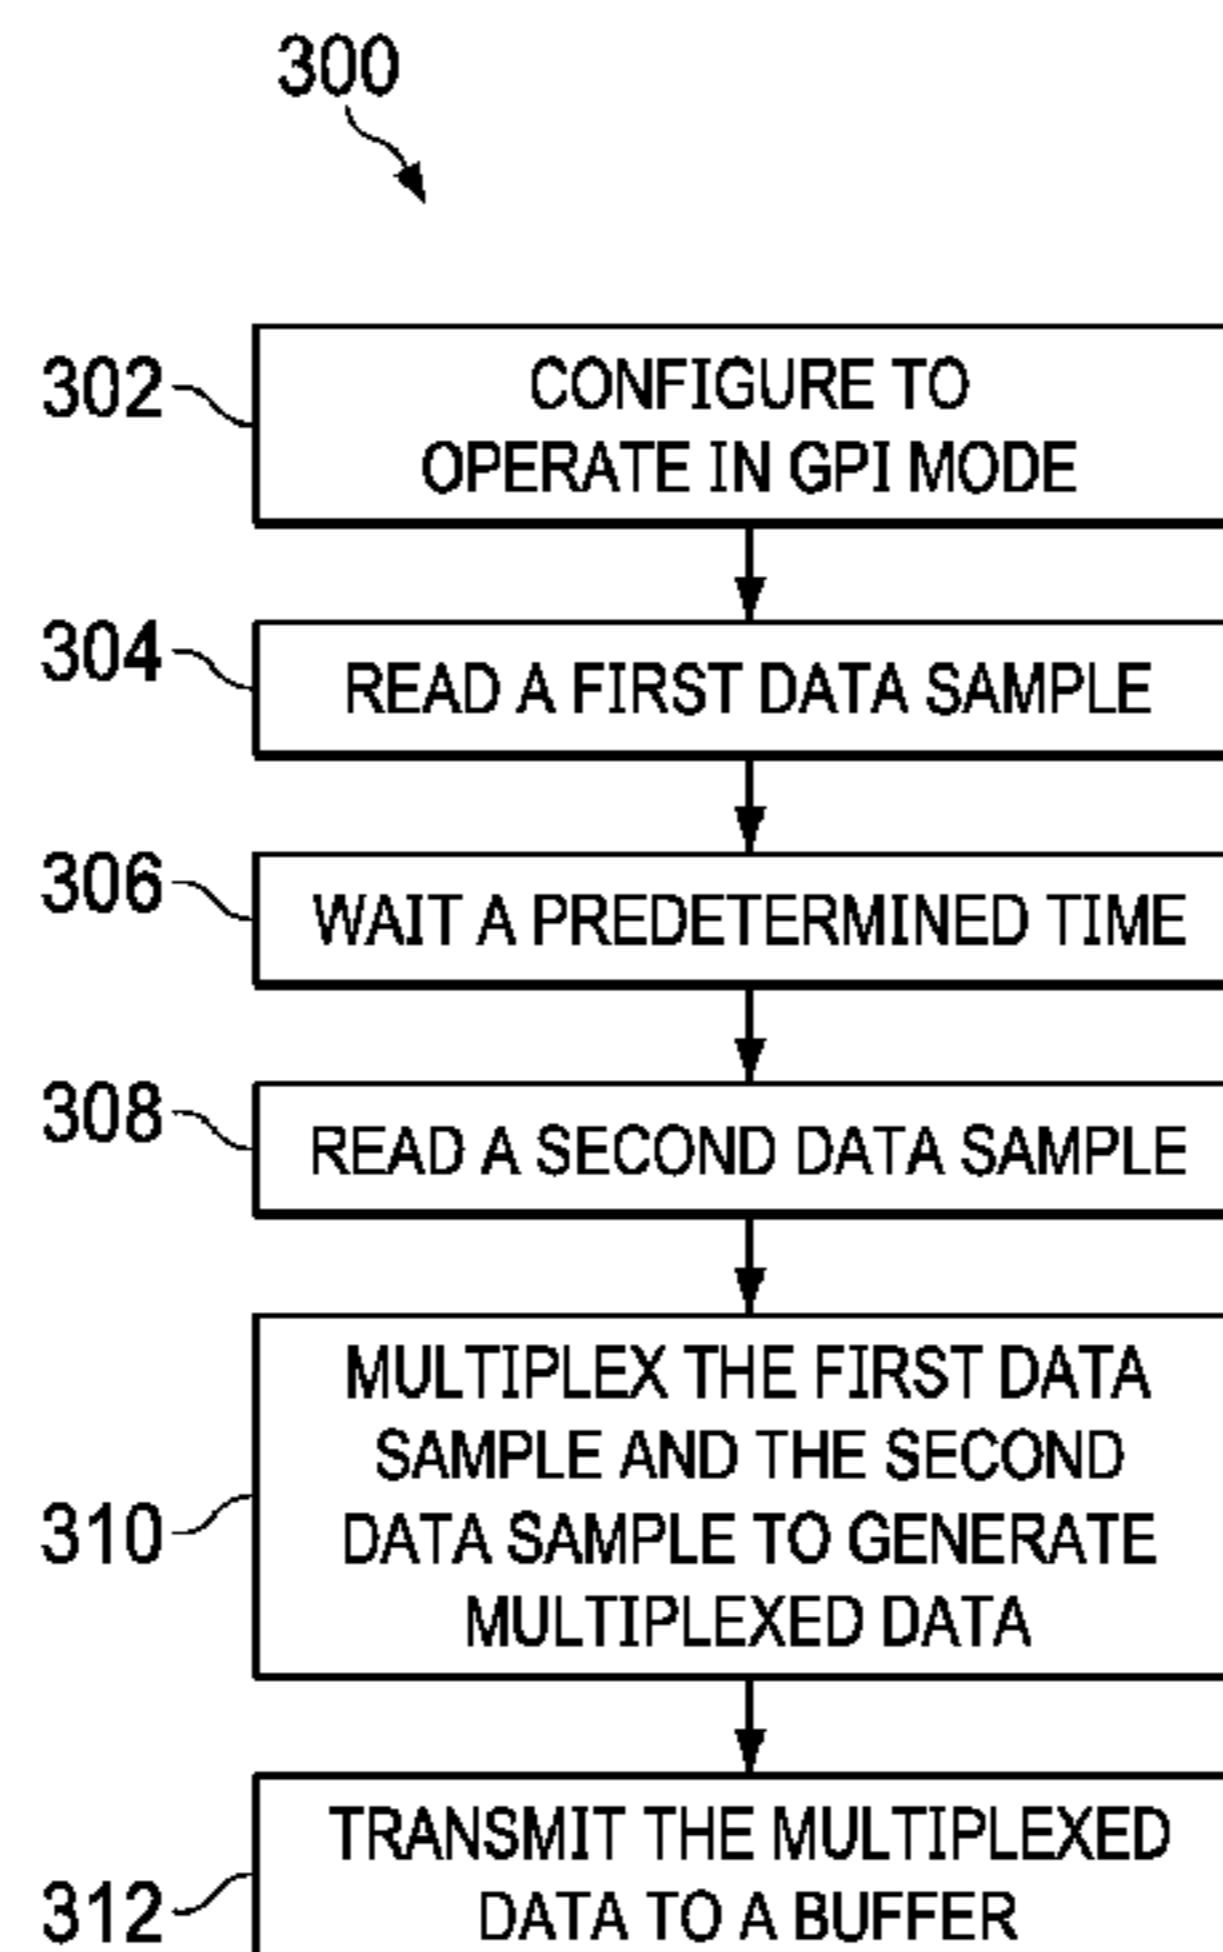 300
302
CONFIGURE TO
OPERATE IN GPI MODE
304
READ A FIRST DATA SAMPLE
306
WAIT A PREDETERMINED TIME
308
READ A SECOND DATA SAMPLE
310
MULTIPLEX THE FIRST DATA
SAMPLE AND THE SECOND
DATA SAMPLE TO GENERATE
MULTIPLEXED DATA
312
TRANSMIT THE MULTIPLEXED
DATA TO A BUFFER